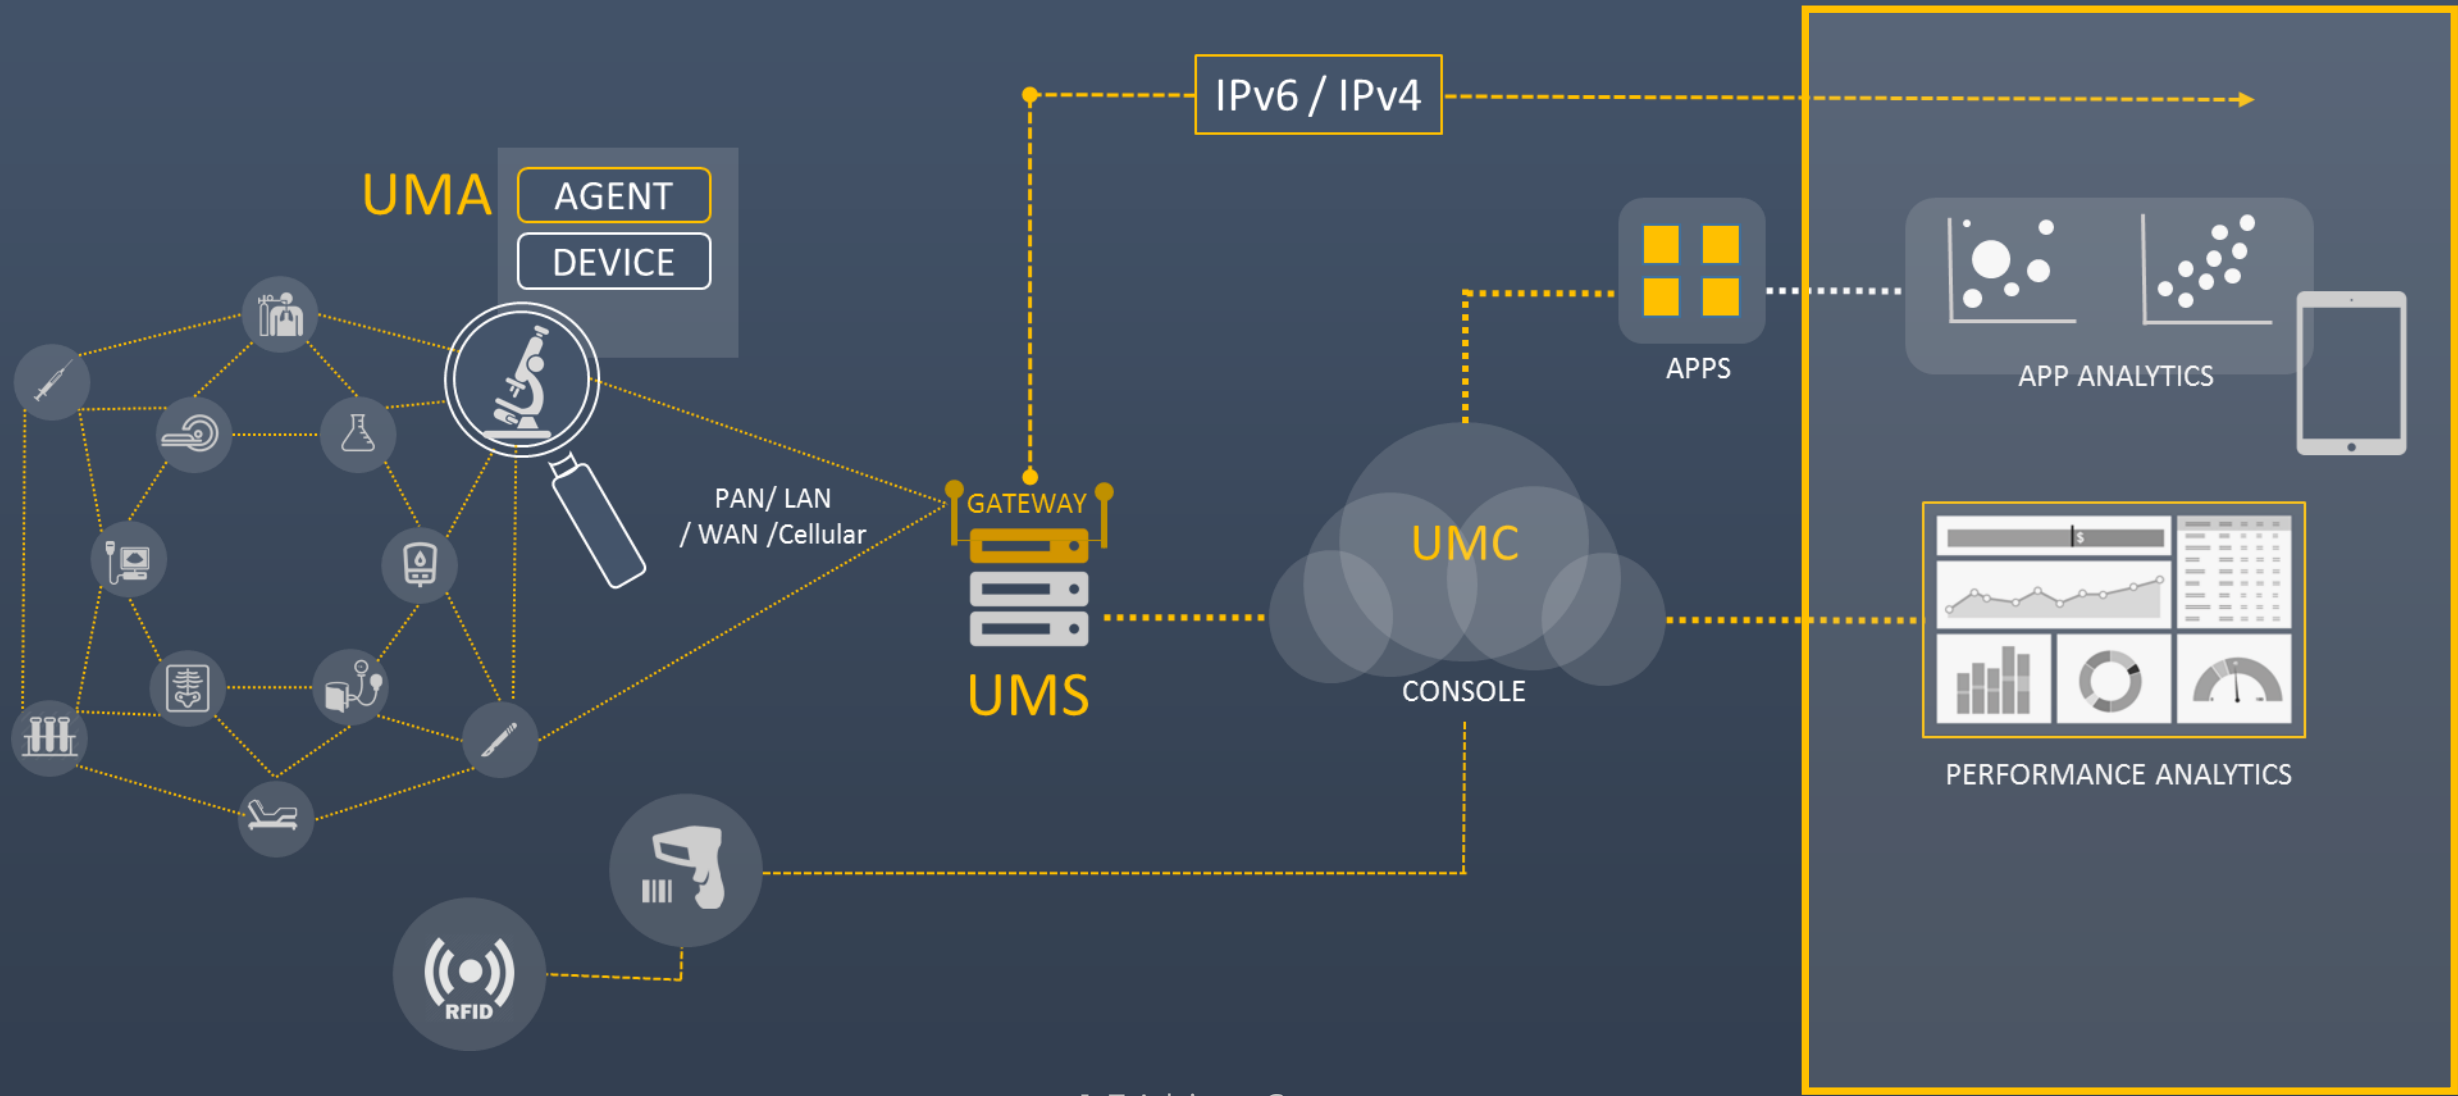 IPv6 / IPv4
UMA
AGENT
DEVICE
APPS
APP ANALYTICS
PAN/ LAN
/ WAN /Cellular
GATEWAY
UMS
UMC
CONSOLE
$
PERFORMANCE ANALYTICS
RFID